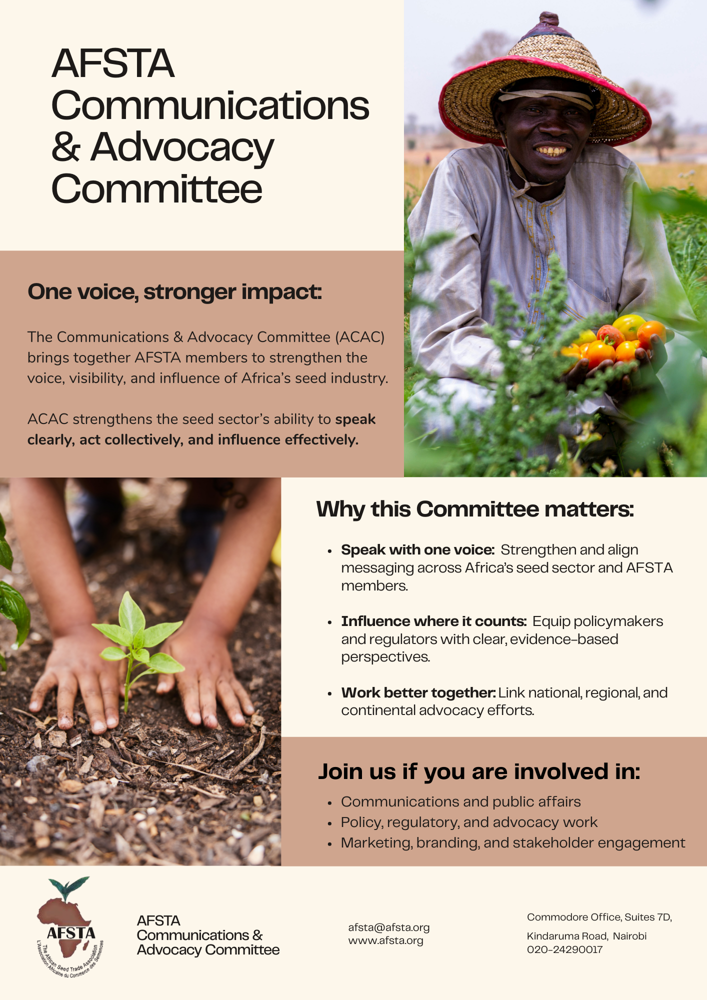 AFSTA
Communications
& Advocacy
Committee
One voice, stronger impact:
The Communications & Advocacy Committee (ACAC)
brings together AFSTA members to strengthen the
voice, visibility, and influence of Africa’s seed industry.
ACAC strengthens the seed sector’s ability to speak
clearly, act collectively, and influence effectively.
Why this Committee matters:
• Speak with one voice: Strengthen and align
messaging across Africa’s seed sector and AFSTA
members.
• Influence where it counts: Equip policymakers
and regulators with clear, evidence-based
perspectives.
• Work better together: Link national, regional, and
continental advocacy efforts.
Join us if you are involved in:
• Communications and public affairs
• Policy, regulatory, and advocacy work
• Marketing, branding, and stakeholder engagement
AFSTA
The African Seed Trade Association
L'Association Africaine du Commerce des Semences
AFSTA
Communications &
Advocacy Committee
afsta@afsta.org
www.afsta.org
Commodore Office, Suites 7D,
Kindaruma Road, Nairobi
020-24290017